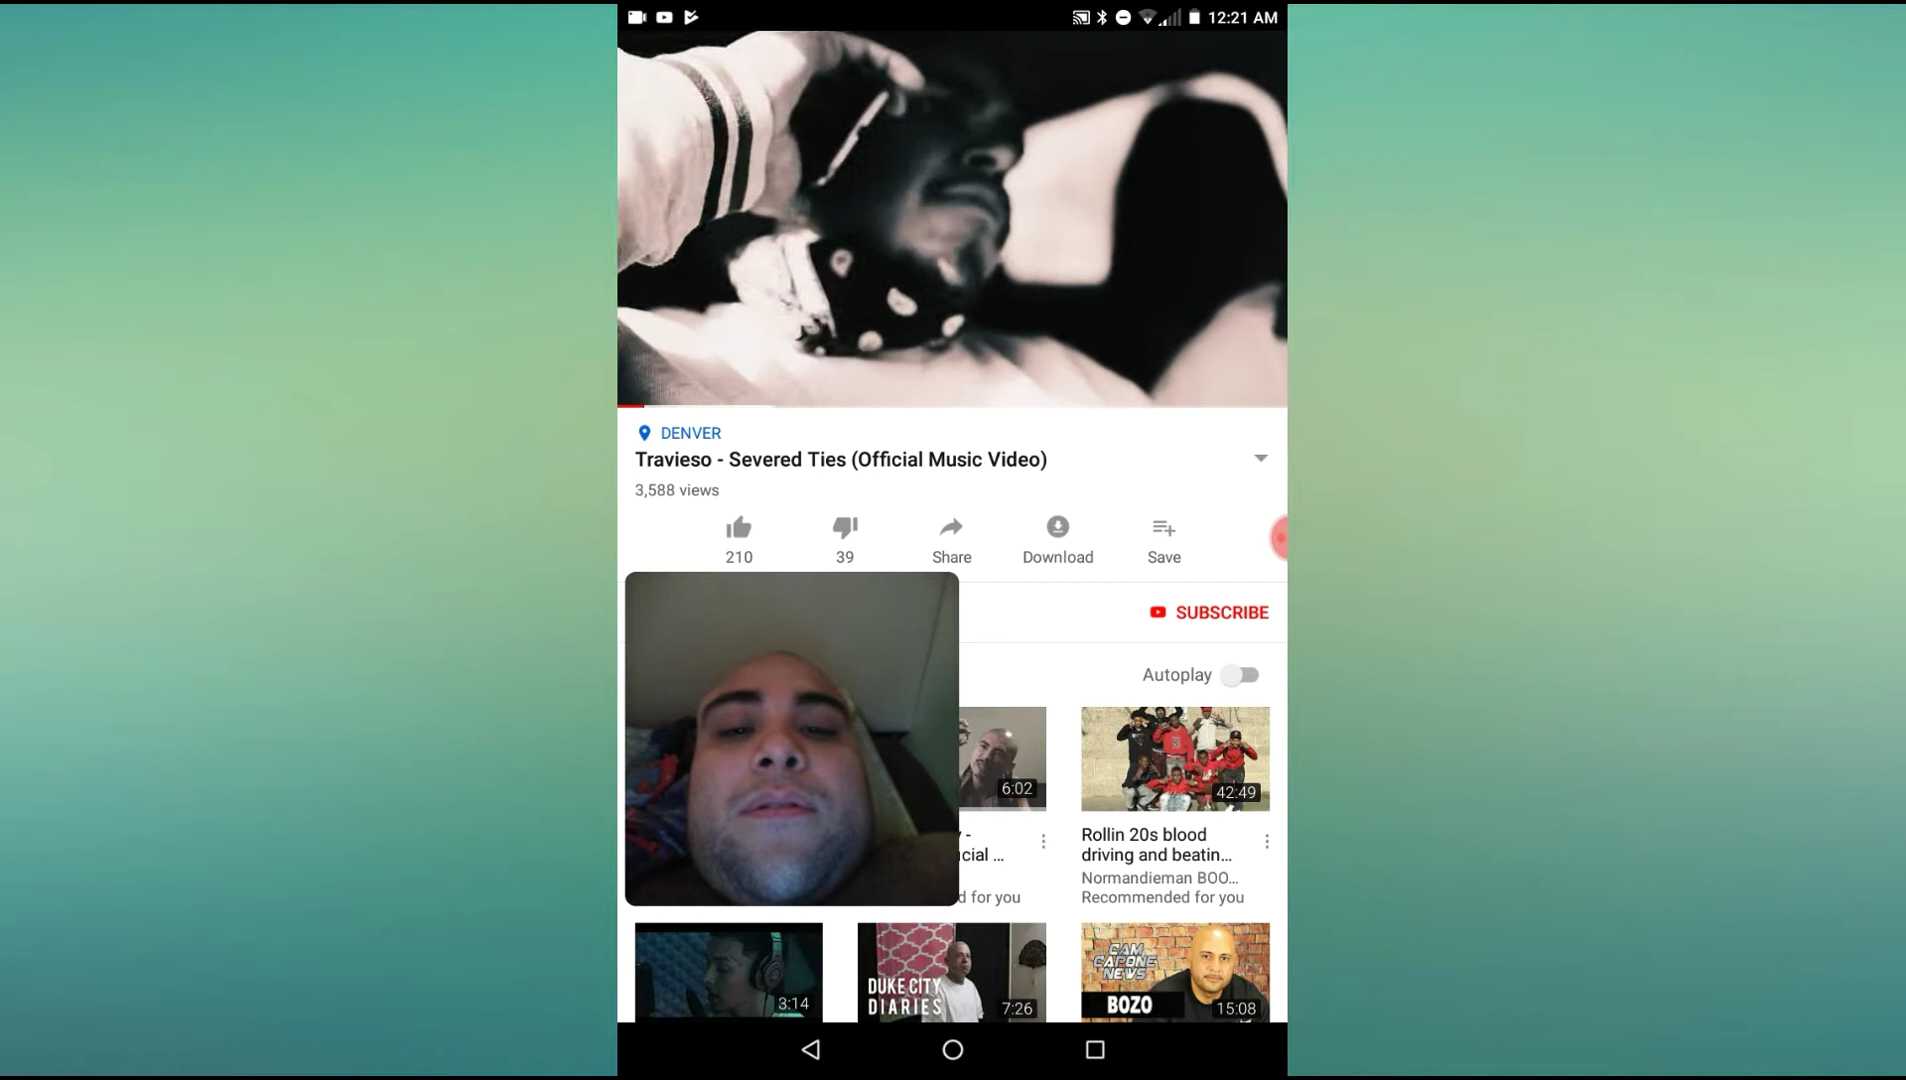 12:21 AM
DENVER
Travieso - Severed Ties (Official Music Video)
3,588 views
210
39
Share
Download
Save
SUBSCRIBE
Autoplay
6:02
42:49
y -
icial ...
d for you
Rollin 20s blood
driving and beatin...
Normandieman BOO...
Recommended for you
3:14
DUKE CITY
DIARIES
7:26
CAM
CAPONE
NEWS
BOZO
15:08